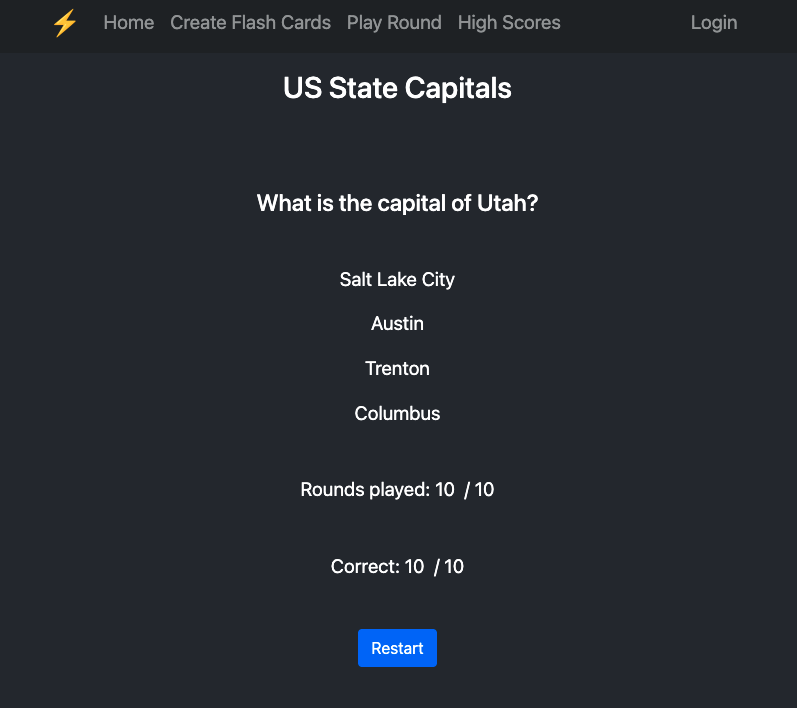 ⚡ Home Create Flash Cards Play Round High Scores Login
US State Capitals
What is the capital of Utah?
Salt Lake City
Austin
Trenton
Columbus
Rounds played: 10 / 10
Correct: 10 / 10
Restart